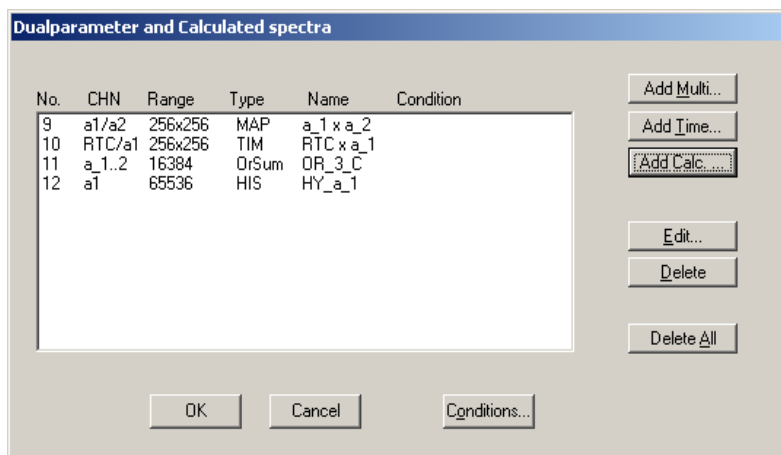 Dualparameter and Calculated spectra
No. CHN Range Type Name Condition
9 a1/a2 256x256 MAP a_1 x a_2
10 RTC/a1 256x256 TIM RTC x a_1
11 a_1..2 16384 OrSum OR_3_C
12 a1 65536 HIS HY_a_1
Add Multi...
Add Time...
Add Calc. ...
Edit...
Delete
Delete All
OK Cancel Conditions...